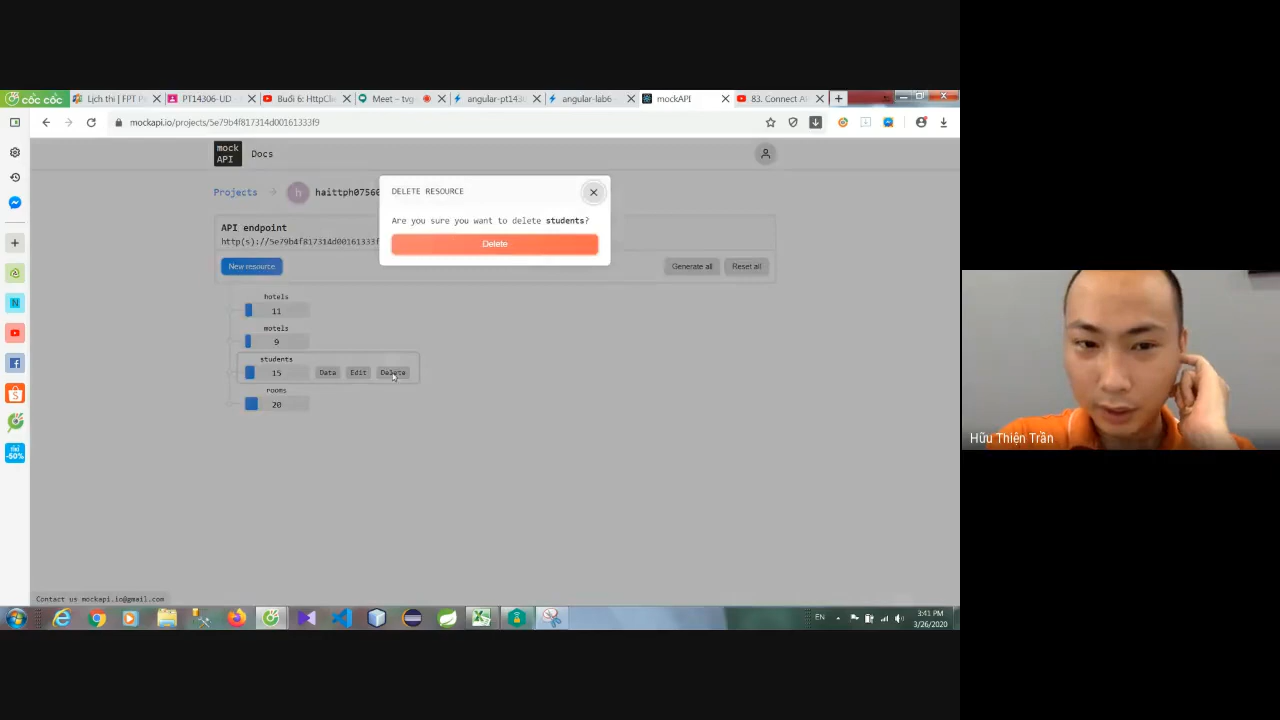 cốc cốc
Lịch thi | FPT P
PT14306-UD
Buổi 6: HttpCli
Meet – tvg
angular-pt143
angular-lab6
mockAPI
83. Connect A
mockapi.io/projects/5e79b4f817314d00161333f9
mock
API
Docs
Projects
h
haittph0756
DELETE RESOURCE
Are you sure you want to delete students?
Delete
API endpoint
http(s)://5e79b4f817314d00161333f
New resource
Generate all
Reset all
hotels
11
motels
9
students
15
Data
Edit
Delete
rooms
20
-50%
Contact us mockapi.io@gmail.com
EN
3:41 PM
3/26/2020
Hữu Thiện Trần